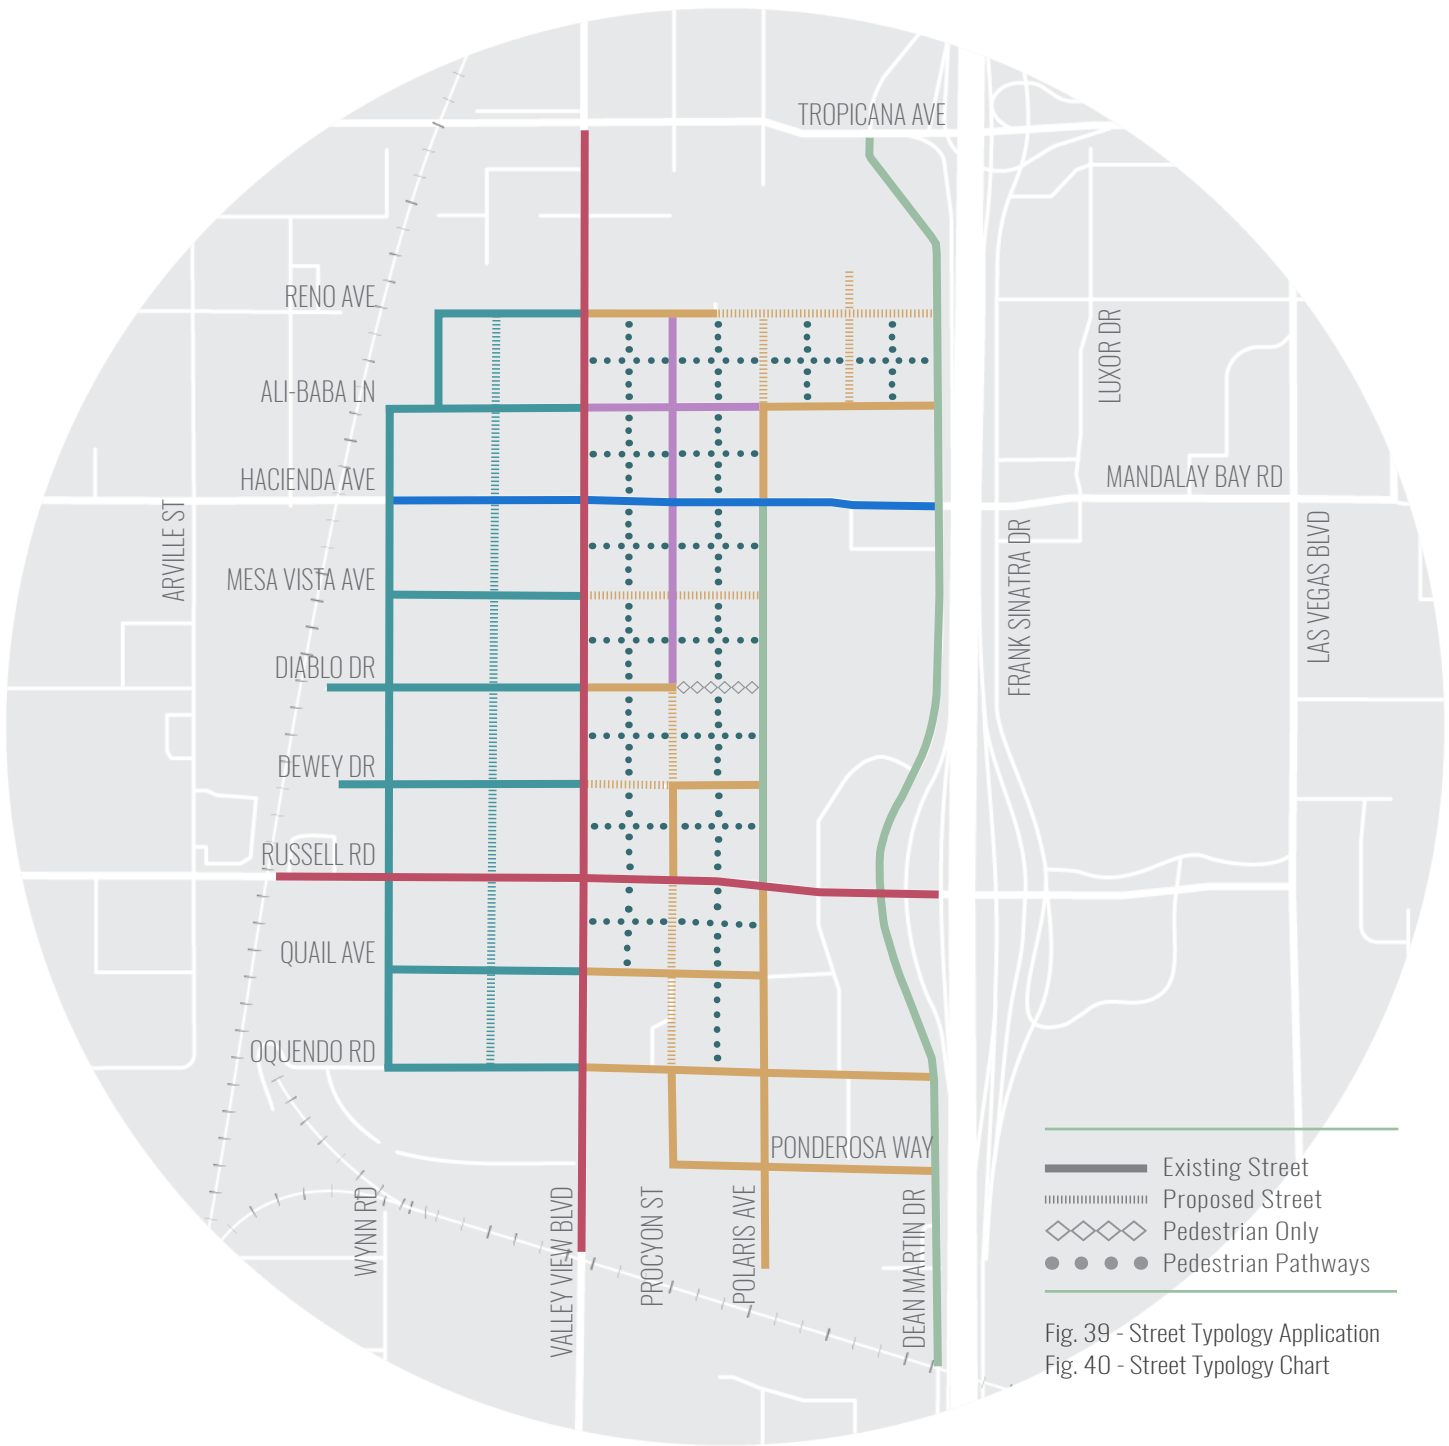 TROPICANA AVE
RENO AVE
LUXOR DR
ALI-BABA LN
HACIENDA AVE
MANDALAY BAY RD
ARVILLE ST
FRANK SINATRA DR
LAS VEGAS BLVD
MESA VISTA AVE
DIABLO DR
DEWEY DR
RUSSELL RD
QUAIL AVE
OQUENDO RD
PONDEROSA WAY
WYNN RD
VALLEY VIEW BLVD
PROCYON ST
POLARIS AVE
DEAN MARTIN DR
Existing Street
Proposed Street
Pedestrian Only
Pedestrian Pathways
Fig. 39 - Street Typology Application
Fig. 40 - Street Typology Chart